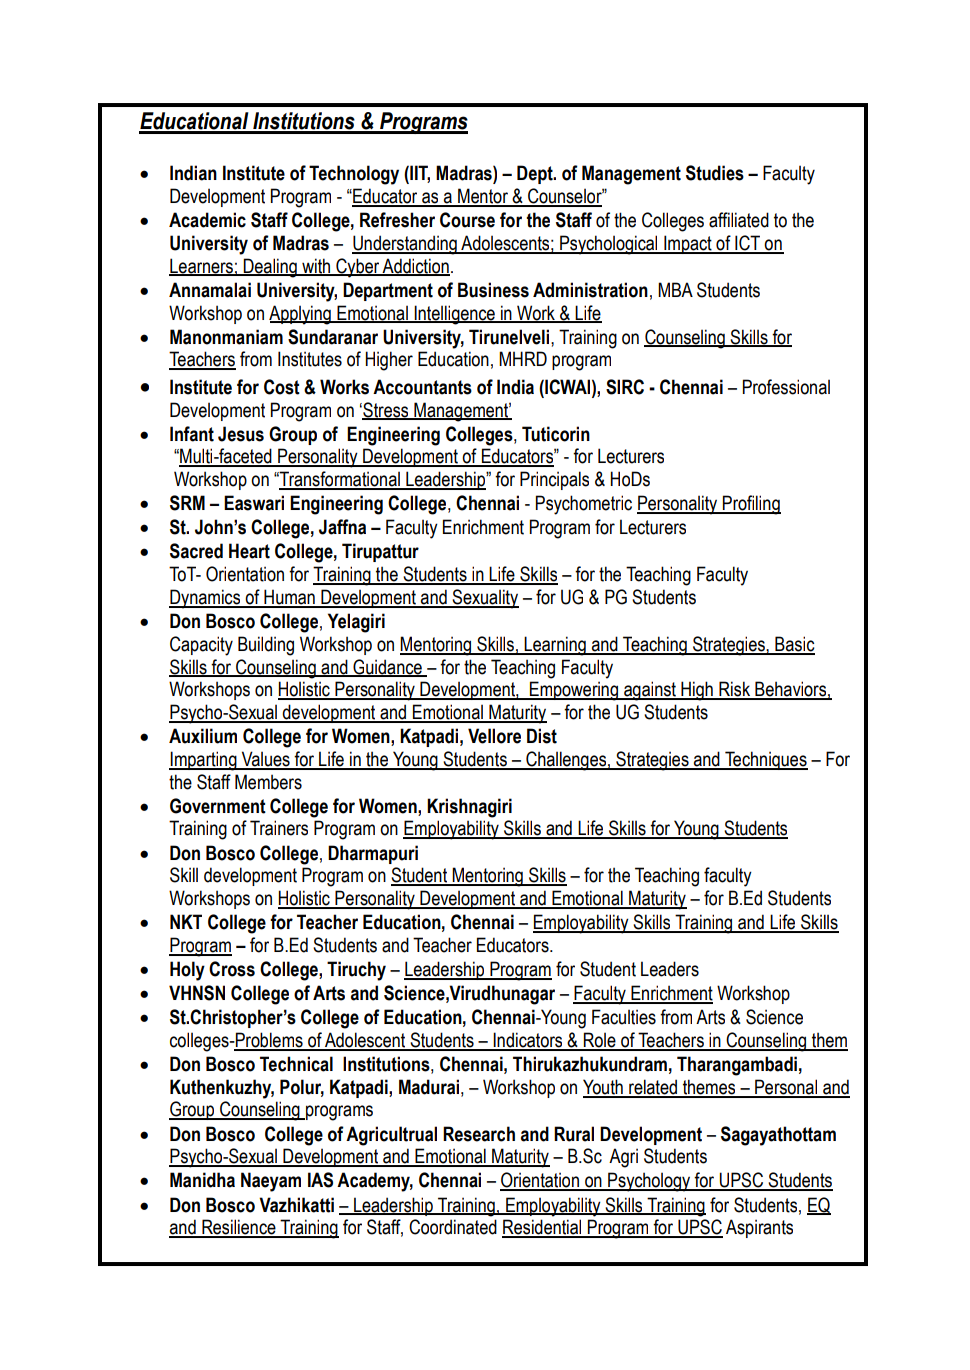 Educational Institutions & Programs
• Indian Institute of Technology (IIT, Madras) – Dept. of Management Studies – Faculty
Development Program - “Educator as a Mentor & Counselor”
• Academic Staff College, Refresher Course for the Staff of the Colleges affiliated to the
University of Madras – Understanding Adolescents; Psychological Impact of ICT on
Learners; Dealing with Cyber Addiction.
• Annamalai University, Department of Business Administration, MBA Students
Workshop on Applying Emotional Intelligence in Work & Life
• Manonmaniam Sundaranar University, Tirunelveli, Training on Counseling Skills for
Teachers from Institutes of Higher Education, MHRD program
• Institute for Cost & Works Accountants of India (ICWAI), SIRC - Chennai – Professional
Development Program on ‘Stress Management’
• Infant Jesus Group of Engineering Colleges, Tuticorin
“Multi-faceted Personality Development of Educators” - for Lecturers
Workshop on “Transformational Leadership” for Principals & HoDs
• SRM – Easwari Engineering College, Chennai - Psychometric Personality Profiling
• St. John’s College, Jaffna – Faculty Enrichment Program for Lecturers
• Sacred Heart College, Tirupattur
ToT- Orientation for Training the Students in Life Skills – for the Teaching Faculty
Dynamics of Human Development and Sexuality – for UG & PG Students
• Don Bosco College, Yelagiri
Capacity Building Workshop on Mentoring Skills, Learning and Teaching Strategies, Basic
Skills for Counseling and Guidance – for the Teaching Faculty
Workshops on Holistic Personality Development, Empowering against High Risk Behaviors,
Psycho-Sexual development and Emotional Maturity – for the UG Students
• Auxilium College for Women, Katpadi, Vellore Dist
Imparting Values for Life in the Young Students – Challenges, Strategies and Techniques – For
the Staff Members
• Government College for Women, Krishnagiri
Training of Trainers Program on Employability Skills and Life Skills for Young Students
• Don Bosco College, Dharmapuri
Skill development Program on Student Mentoring Skills – for the Teaching faculty
Workshops on Holistic Personality Development and Emotional Maturity – for B.Ed Students
• NKT College for Teacher Education, Chennai – Employability Skills Training and Life Skills
Program – for B.Ed Students and Teacher Educators.
• Holy Cross College, Tiruchy – Leadership Program for Student Leaders
• VHNSN College of Arts and Science,Virudhunagar – Faculty Enrichment Workshop
• St.Christopher’s College of Education, Chennai-Young Faculties from Arts & Science
colleges-Problems of Adolescent Students – Indicators & Role of Teachers in Counseling them
• Don Bosco Technical Institutions, Chennai, Thirukazhukundram, Tharangambadi,
Kuthenkuzhy, Polur, Katpadi, Madurai, – Workshop on Youth related themes – Personal and
Group Counseling programs
• Don Bosco College of Agricultrual Research and Rural Development – Sagayathottam
Psycho-Sexual Development and Emotional Maturity – B.Sc Agri Students
• Manidha Naeyam IAS Academy, Chennai – Orientation on Psychology for UPSC Students
• Don Bosco Vazhikatti – Leadership Training, Employability Skills Training for Students, EQ
and Resilience Training for Staff, Coordinated Residential Program for UPSC Aspirants